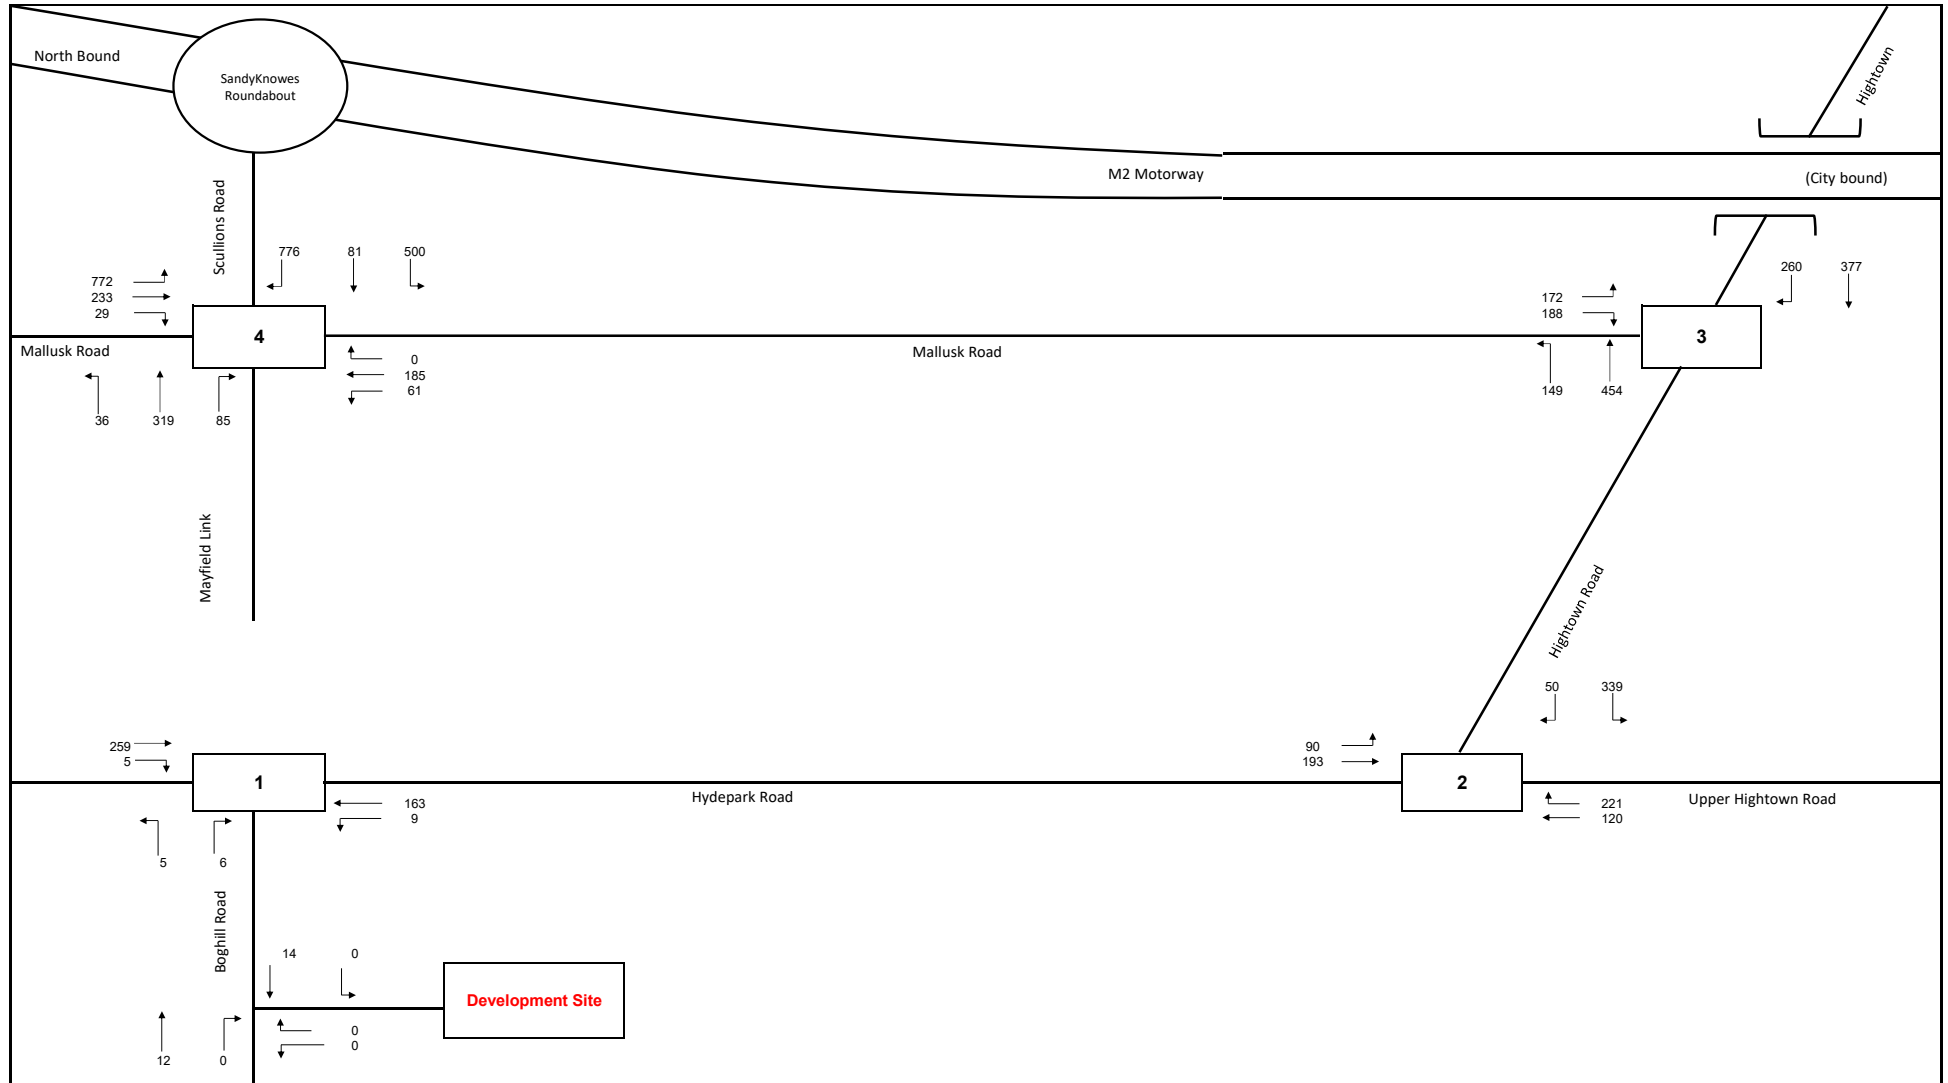 North Bound
SandyKnowes
Roundabout
Hightown
M2 Motorway
(City bound)
Scullions Road
776
81
500
772
233
29
4
Mallusk Road
0
185
61
36
319
85
Mallusk Road
260
377
172
188
3
149
454
Mayfield Link
Hightown Road
50
339
259
5
1
163
9
5
6
Hydepark Road
90
193
2
221
120
Upper Hightown Road
Boghill Road
14
0
Development Site
0
0
12
0